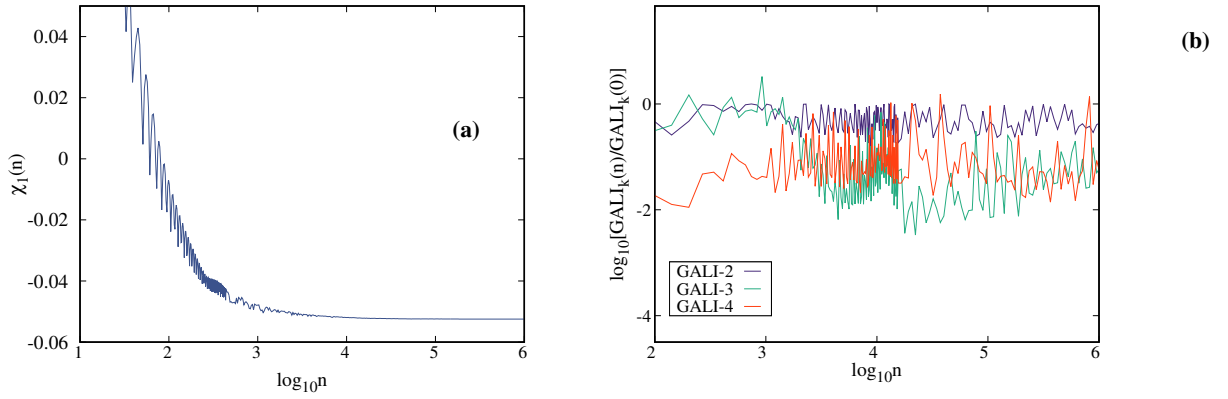 0.04
0.02
0
-0.02
-0.04
-0.06
χ₁(n)
(a)
1 2 3 4 5 6
log₁₀n
(b)
0
-2
-4
log₁₀[GALIₖ(n)/GALIₖ(0)]
GALI-2
GALI-3
GALI-4
2 3 4 5 6
log₁₀n